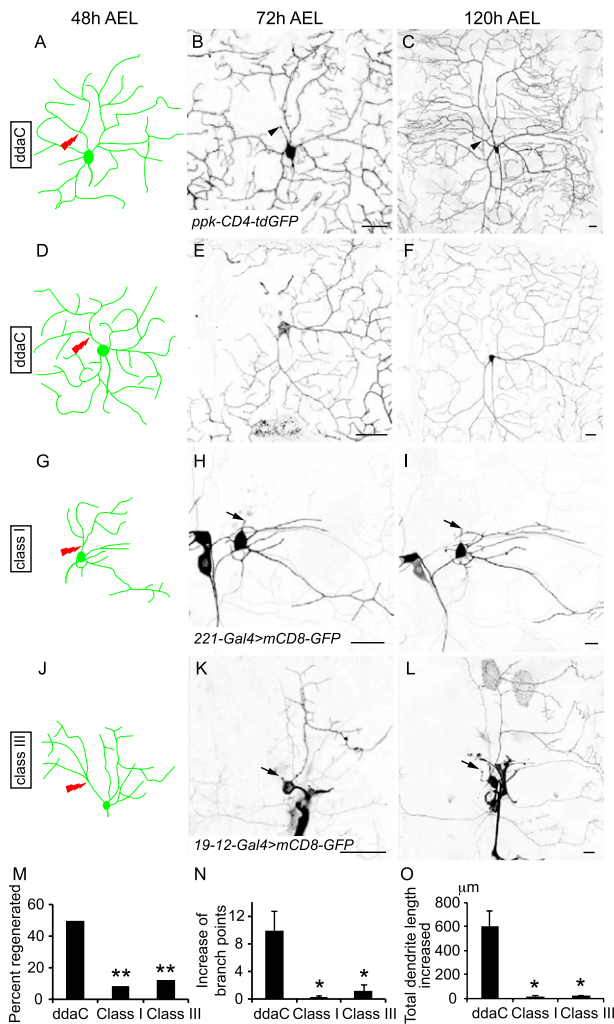 48h AEL 72h AEL 120h AEL
A B C
ddaC
ppk-CD4-tdGFP
D E F
ddaC
G H I
class I
221-Gal4>mCD8-GFP
J K L
class III
19-12-Gal4>mCD8-GFP
M N O
Percent regenerated
60
40
20
0
** **
ddaC Class I Class III
Increase of
branch points
12
8
4
0
* *
ddaC Class I Class III
μm
Total dendrite length
increased
800
600
400
200
0
* *
ddaC Class I Class III